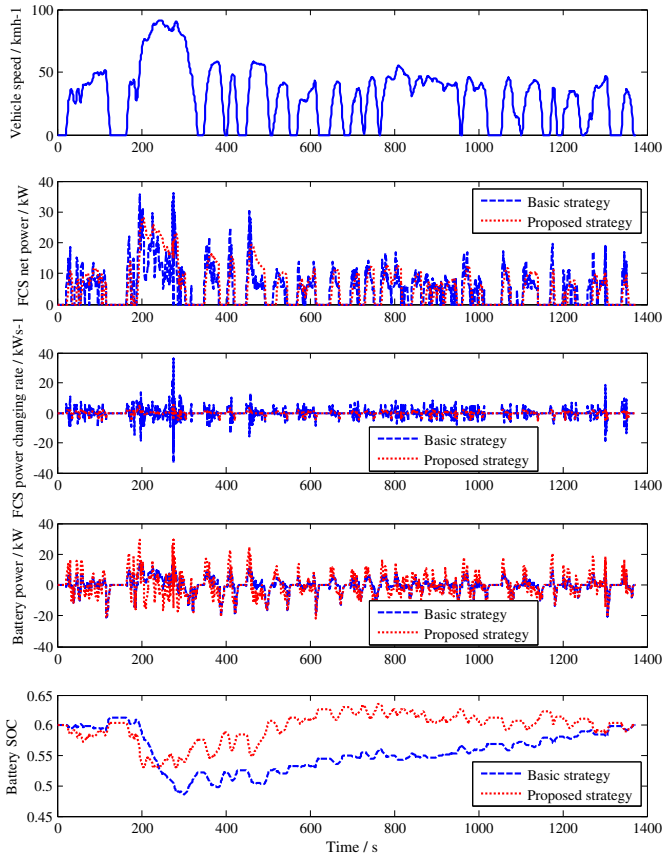 Vehicle speed / kmh-1
100
50
0
0 200 400 600 800 1000 1200 1400
FCS net power / kW
40
30
20
10
0
Basic strategy
Proposed strategy
0 200 400 600 800 1000 1200 1400
FCS power changing rate / kWs-1
40
20
0
-20
-40
Basic strategy
Proposed strategy
0 200 400 600 800 1000 1200 1400
Battery power / kW
40
20
0
-20
-40
Basic strategy
Proposed strategy
0 200 400 600 800 1000 1200 1400
Battery SOC
0.65
0.6
0.55
0.5
0.45
Basic strategy
Proposed strategy
0 200 400 600 800 1000 1200 1400
Time / s